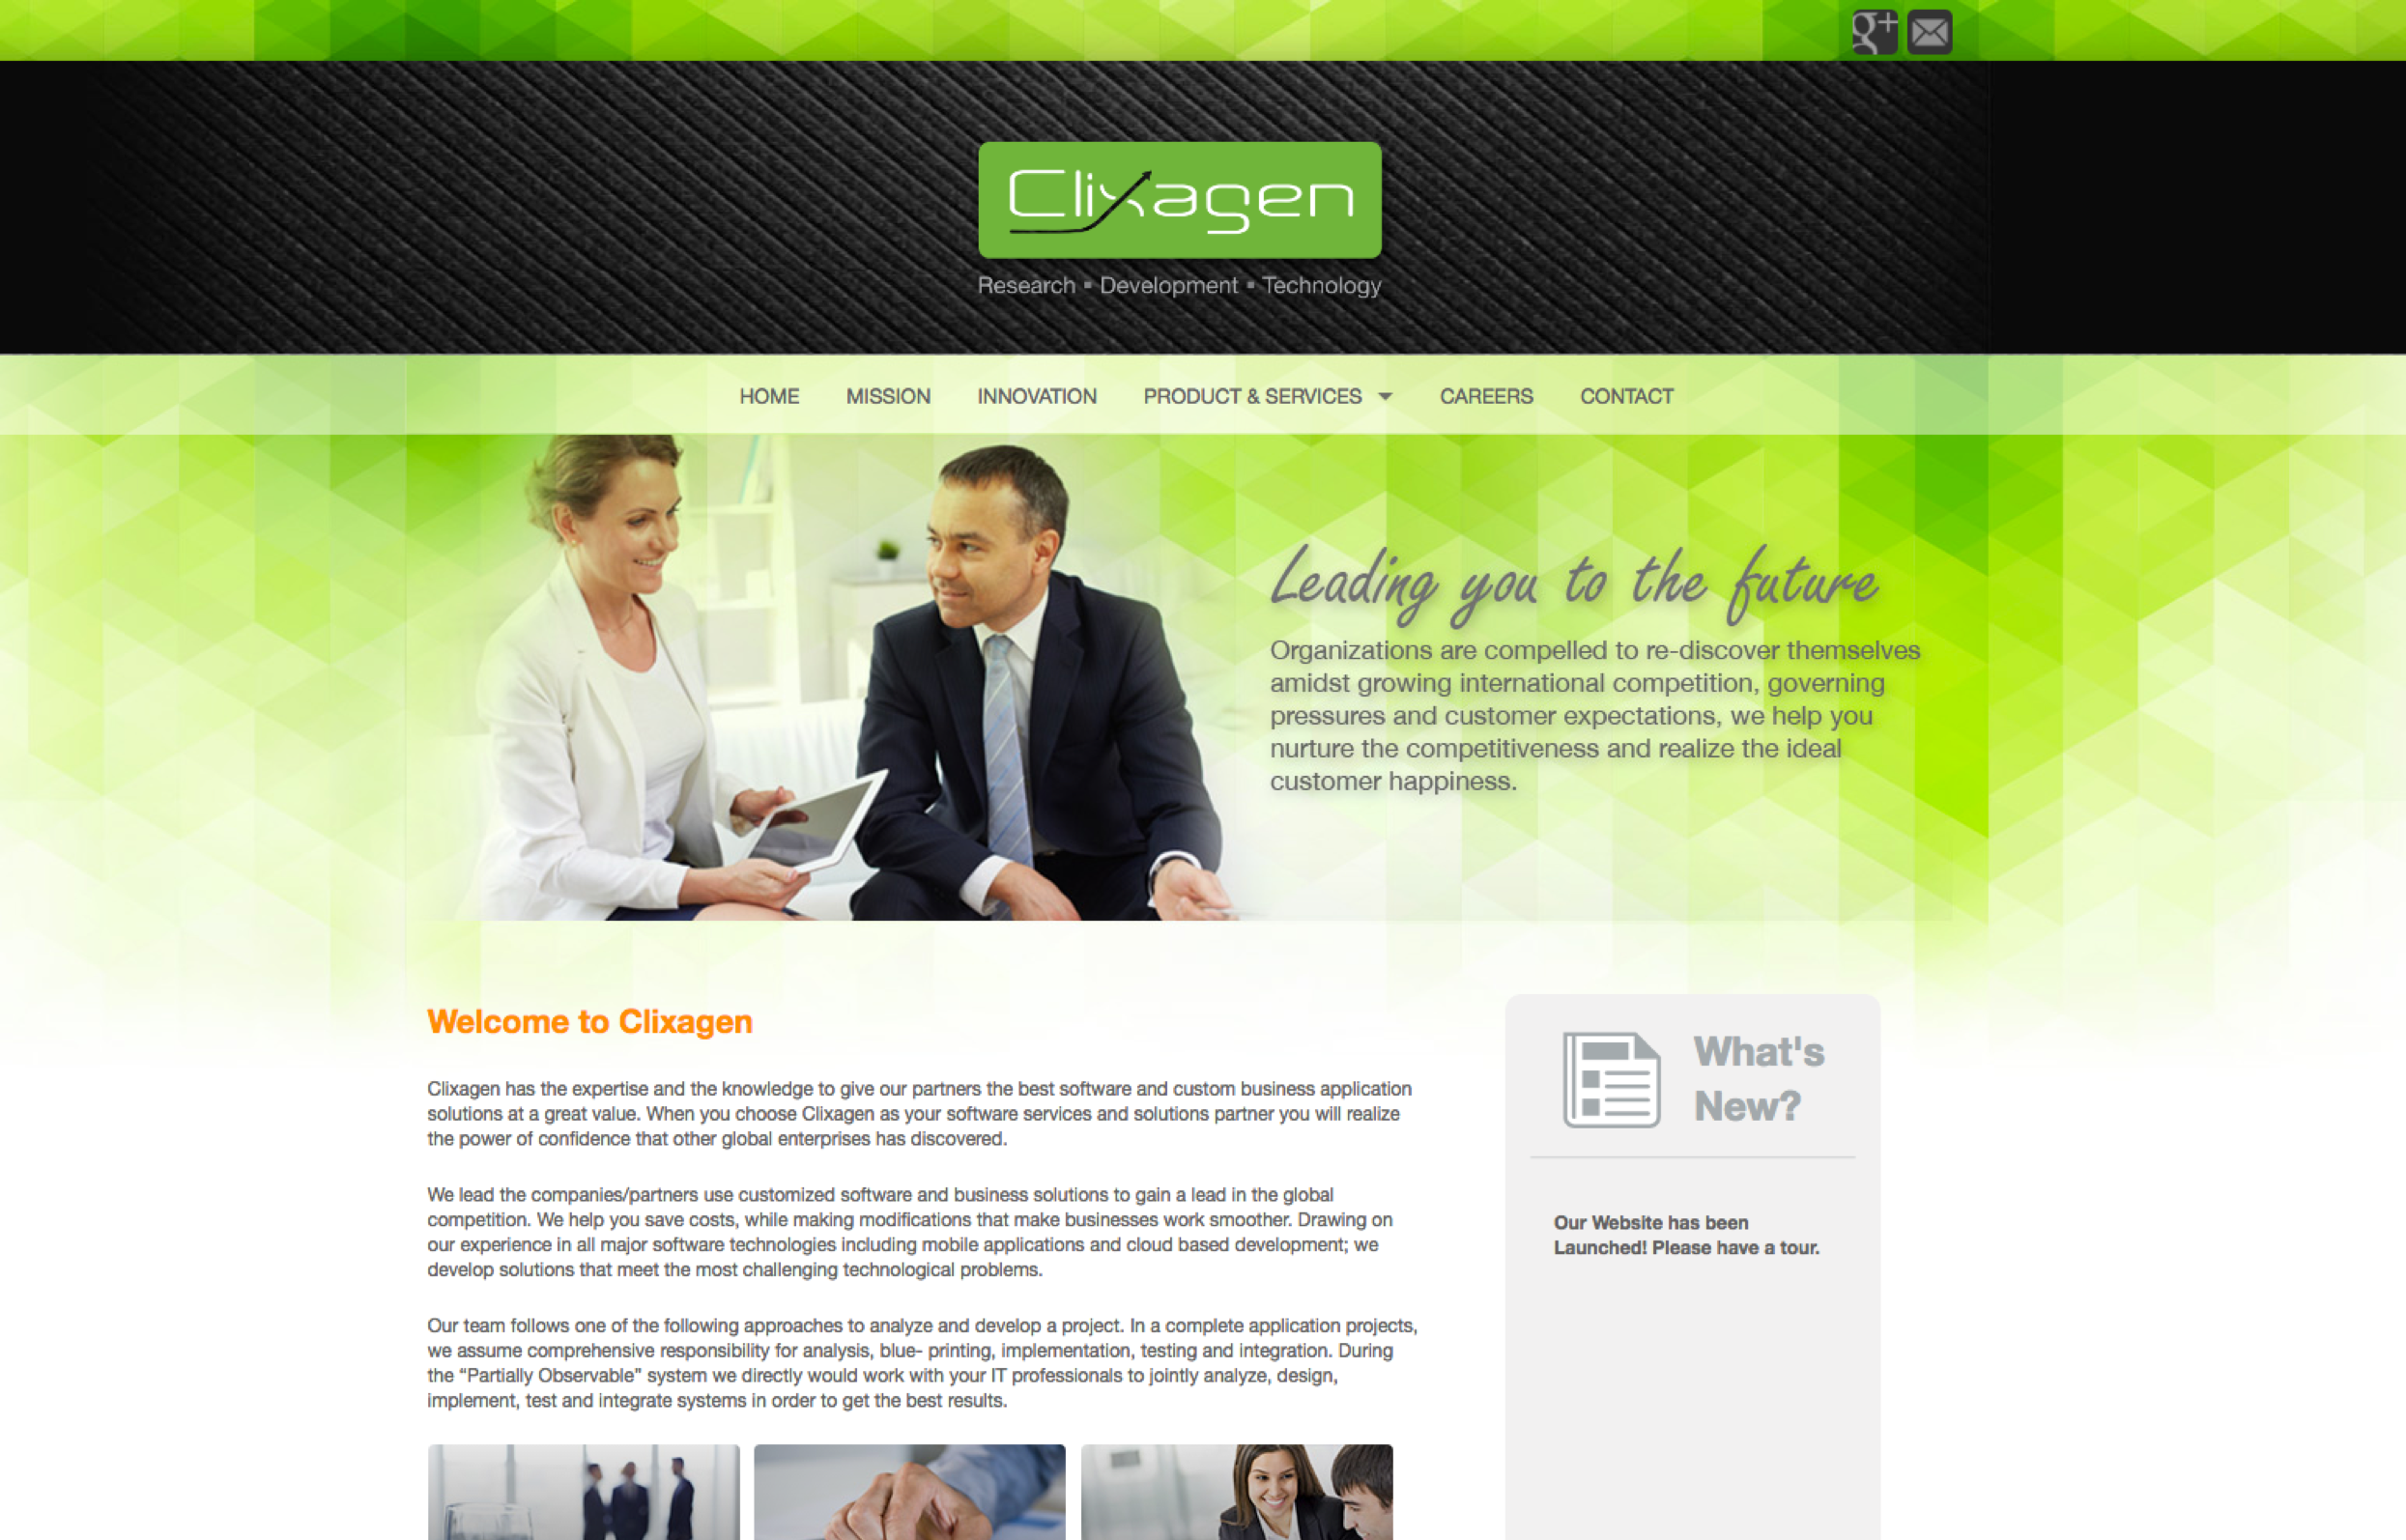 g+
Clixagen
Research ▪ Development ▪ Technology
HOME MISSION INNOVATION PRODUCT & SERVICES CAREERS CONTACT
Leading you to the future
Organizations are compelled to re-discover themselves
amidst growing international competition, governing
pressures and customer expectations, we help you
nurture the competitiveness and realize the ideal
customer happiness.
Welcome to Clixagen
Clixagen has the expertise and the knowledge to give our partners the best software and custom business application
solutions at a great value. When you choose Clixagen as your software services and solutions partner you will realize
the power of confidence that other global enterprises has discovered.
We lead the companies/partners use customized software and business solutions to gain a lead in the global
competition. We help you save costs, while making modifications that make businesses work smoother. Drawing on
our experience in all major software technologies including mobile applications and cloud based development; we
develop solutions that meet the most challenging technological problems.
Our team follows one of the following approaches to analyze and develop a project. In a complete application projects,
we assume comprehensive responsibility for analysis, blue- printing, implementation, testing and integration. During
the “Partially Observable” system we directly would work with your IT professionals to jointly analyze, design,
implement, test and integrate systems in order to get the best results.
What's
New?
Our Website has been
Launched! Please have a tour.